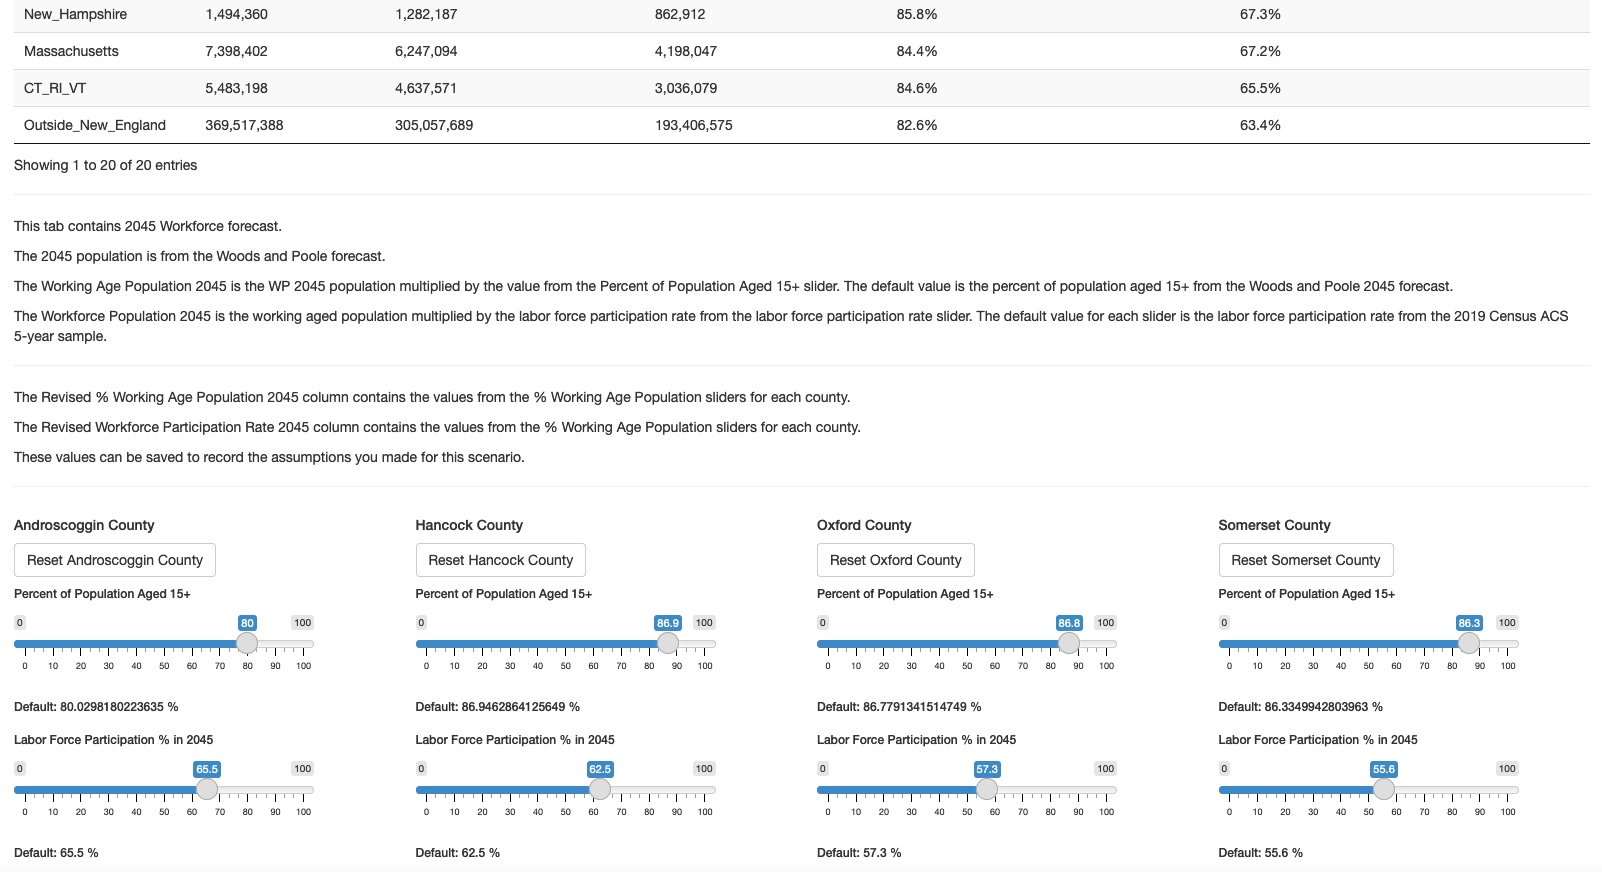 New_Hampshire 1,494,360 1,282,187 862,912 85.8% 67.3%
Massachusetts 7,398,402 6,247,094 4,198,047 84.4% 67.2%
CT_RI_VT 5,483,198 4,637,571 3,036,079 84.6% 65.5%
Outside_New_England 369,517,388 305,057,689 193,406,575 82.6% 63.4%
Showing 1 to 20 of 20 entries
This tab contains 2045 Workforce forecast.
The 2045 population is from the Woods and Poole forecast.
The Working Age Population 2045 is the WP 2045 population multiplied by the value from the Percent of Population Aged 15+ slider. The default value is the percent of population aged 15+ from the Woods and Poole 2045 forecast.
The Workforce Population 2045 is the working aged population multiplied by the labor force participation rate from the labor force participation rate slider. The default value for each slider is the labor force participation rate from the 2019 Census ACS
5-year sample.
The Revised % Working Age Population 2045 column contains the values from the % Working Age Population sliders for each county.
The Revised Workforce Participation Rate 2045 column contains the values from the % Working Age Population sliders for each county.
These values can be saved to record the assumptions you made for this scenario.
Androscoggin County Hancock County Oxford County Somerset County
Reset Androscoggin County Reset Hancock County Reset Oxford County Reset Somerset County
Percent of Population Aged 15+ Percent of Population Aged 15+ Percent of Population Aged 15+ Percent of Population Aged 15+
0 80 100 0 86.9 100 0 86.8 100 0 86.3 100
0 10 20 30 40 50 60 70 80 90 100 0 10 20 30 40 50 60 70 80 90 100 0 10 20 30 40 50 60 70 80 90 100 0 10 20 30 40 50 60 70 80 90 100
Default: 80.0298180223635 % Default: 86.9462864125649 % Default: 86.7791341514749 % Default: 86.3349942803963 %
Labor Force Participation % in 2045 Labor Force Participation % in 2045 Labor Force Participation % in 2045 Labor Force Participation % in 2045
0 65.5 100 0 62.5 100 0 57.3 100 0 55.6 100
0 10 20 30 40 50 60 70 80 90 100 0 10 20 30 40 50 60 70 80 90 100 0 10 20 30 40 50 60 70 80 90 100 0 10 20 30 40 50 60 70 80 90 100
Default: 65.5 % Default: 62.5 % Default: 57.3 % Default: 55.6 %